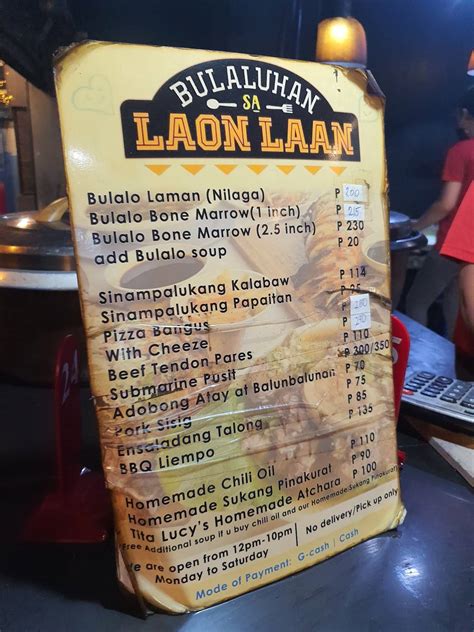 BULALUHAN
SA
LAON LAAN
Bulalo Laman (Nilaga) P 200
Bulalo Bone Marrow(1 inch) P 215
Bulalo Bone Marrow (2.5 inch) P 230
add Bulalo soup P 20
Sinampalukang Kalabaw P 114
Sinampalukang Papaitan P
Pizza Bangus P
With Cheeze P
Beef Tendon Pares P 110
Submarine Pusit P 300/350
Adobong Atay at Balunbalunan P 70
Pork Sisig P 75
Ensaladang Talong P 85
BBQ Liempo P 135
Homemade Chili Oil P 110
Homemade Sukang Pinakurat P 90
Tita Lucy's Homemade Atchara P 100
Free Additional soup if u buy chili oil and our Homemade Sukang Pinakurat)
We are open from 12pm-10pm
Monday to Saturday
No delivery/Pick up only
Mode of Payment: G-cash | Cash